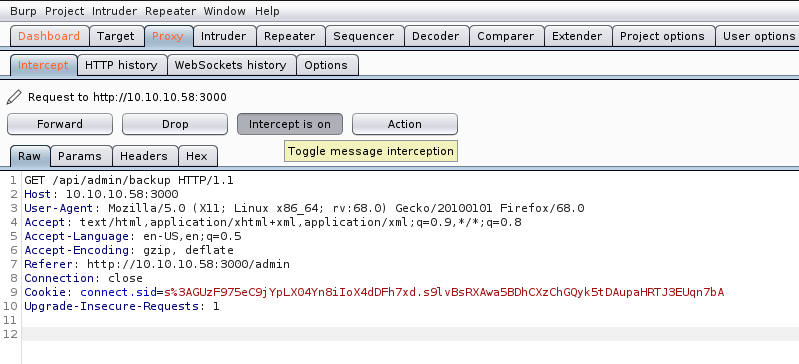 Burp Project Intruder Repeater Window Help
Dashboard Target Proxy Intruder Repeater Sequencer Decoder Comparer Extender Project options User options
Intercept HTTP history WebSockets history Options
Request to http://10.10.10.58:3000
Forward Drop Intercept is on Action
Toggle message interception
Raw Params Headers Hex
1 GET /api/admin/backup HTTP/1.1
2 Host: 10.10.10.58:3000
3 User-Agent: Mozilla/5.0 (X11; Linux x86_64; rv:68.0) Gecko/20100101 Firefox/68.0
4 Accept: text/html,application/xhtml+xml,application/xml;q=0.9,*/*;q=0.8
5 Accept-Language: en-US,en;q=0.5
6 Accept-Encoding: gzip, deflate
7 Referer: http://10.10.10.58:3000/admin
8 Connection: close
9 Cookie: connect.sid=s%3AGUzF975eC9jYpLX04Yn8iIoX4dDFh7xd.s9lvBsRXAwa5BDhCXzChGQyk5tDAupaHRTJ3EUqn7bA
10 Upgrade-Insecure-Requests: 1
11
12